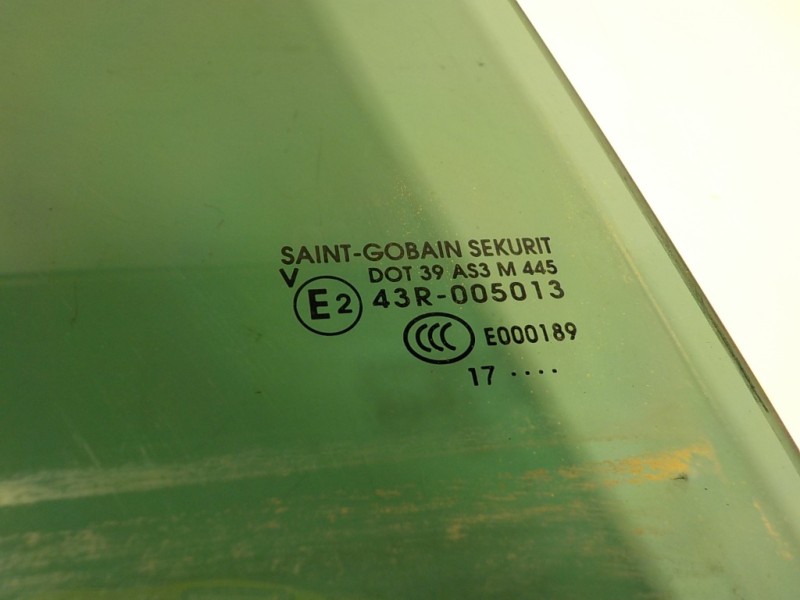 SAINT-GOBAIN SEKURIT
V DOT 39 AS3 M 445
E2 43R-005013
CCC E000189
17 ····